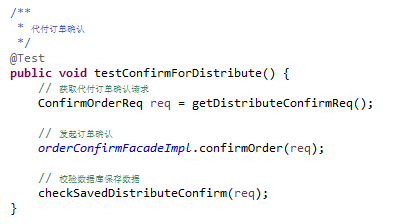 /**
 * 代付订单确认
 */
@Test
public void testConfirmForDistribute() {
    // 获取代付订单确认请求
    ConfirmOrderReq req = getDistributeConfirmReq();

    // 发起订单确认
    orderConfirmFacadeImpl.confirmOrder(req);

    // 校验数据库保存数据
    checkSavedDistributeConfirm(req);
}